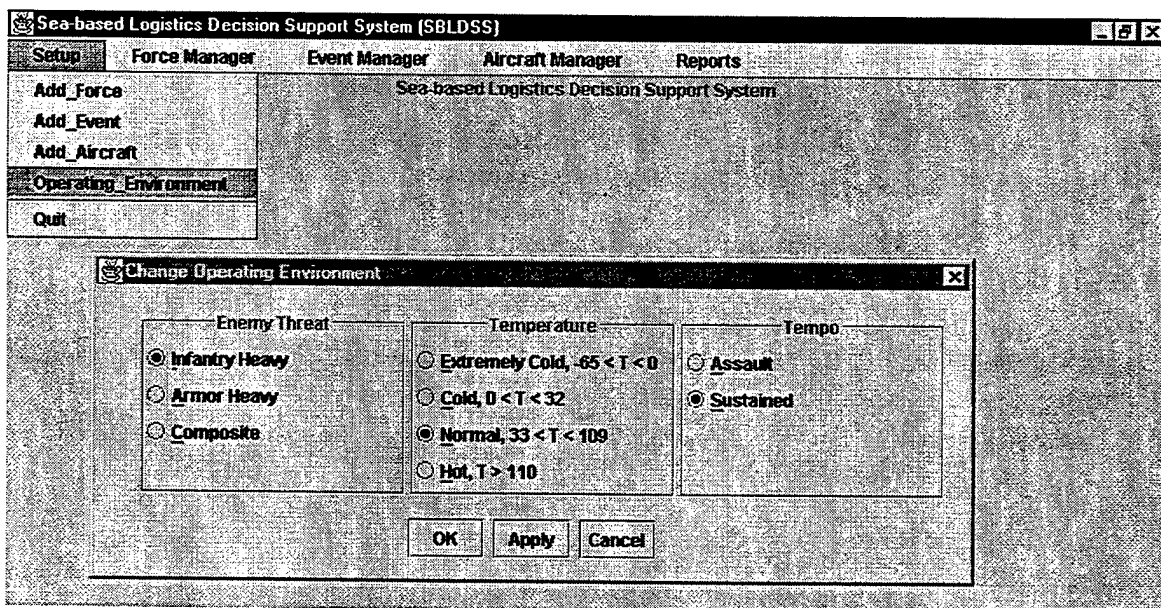 Sea-based Logistics Decision Support System (SBLDSS)
Setup Force Manager Event Manager Aircraft Manager Reports
Sea-based Logistics Decision Support System
Add_Force
Add_Event
Add_Aircraft
Operating_Environment
Quit
Change Operating Environment
Enemy Threat
Infantry Heavy
Armor Heavy
Composite
Temperature
Extremely Cold, -65 < T < 0
Cold, 0 < T < 32
Normal, 33 < T < 109
Hot, T > 110
Tempo
Assault
Sustained
OK Apply Cancel